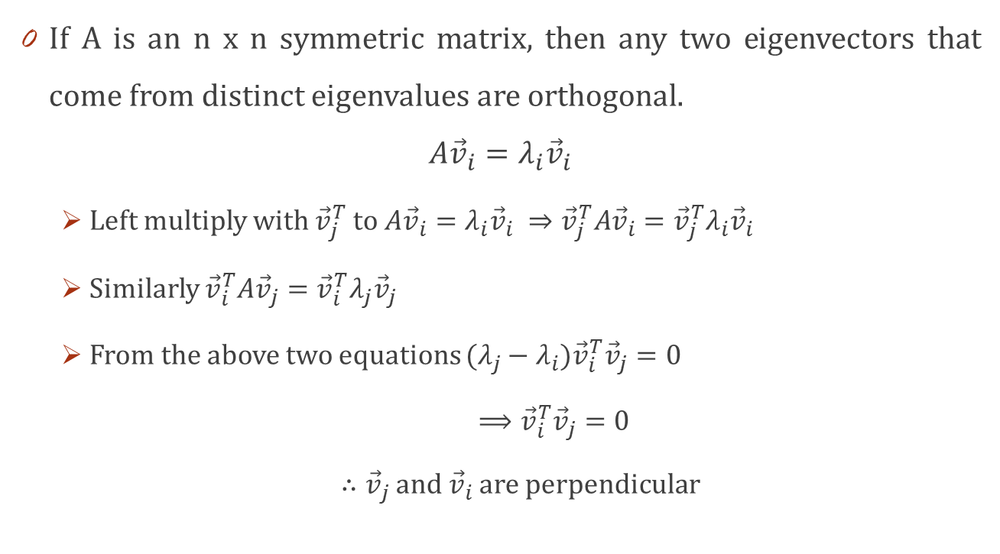 If A is an n x n symmetric matrix, then any two eigenvectors that
come from distinct eigenvalues are orthogonal.
$A\vec{v}_i = \lambda_i \vec{v}_i$
➢ Left multiply with $\vec{v}_j^T$ to $A\vec{v}_i = \lambda_i \vec{v}_i \Rightarrow \vec{v}_j^T A\vec{v}_i = \vec{v}_j^T \lambda_i \vec{v}_i$
➢ Similarly $\vec{v}_i^T A\vec{v}_j = \vec{v}_i^T \lambda_j \vec{v}_j$
➢ From the above two equations $(\lambda_j - \lambda_i)\vec{v}_i^T \vec{v}_j = 0$
$\Longrightarrow \vec{v}_i^T \vec{v}_j = 0$
$\therefore \vec{v}_j$ and $\vec{v}_i$ are perpendicular